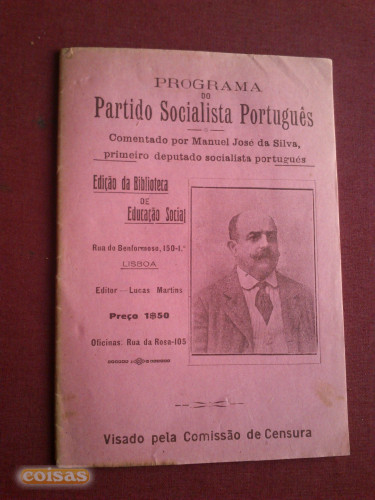 PROGRAMA
DO
Partido Socialista Português
Comentado por Manuel José da Silva,
primeiro deputado socialista português
Edição da Biblioteca
DE
Educação Social
Rua do Benformoso, 150-1.º
LISBOA
Editor — Lucas Martins
Preço 1$50
Oficinas: Rua da Rosa-105
Visado pela Comissão de Censura
coisas